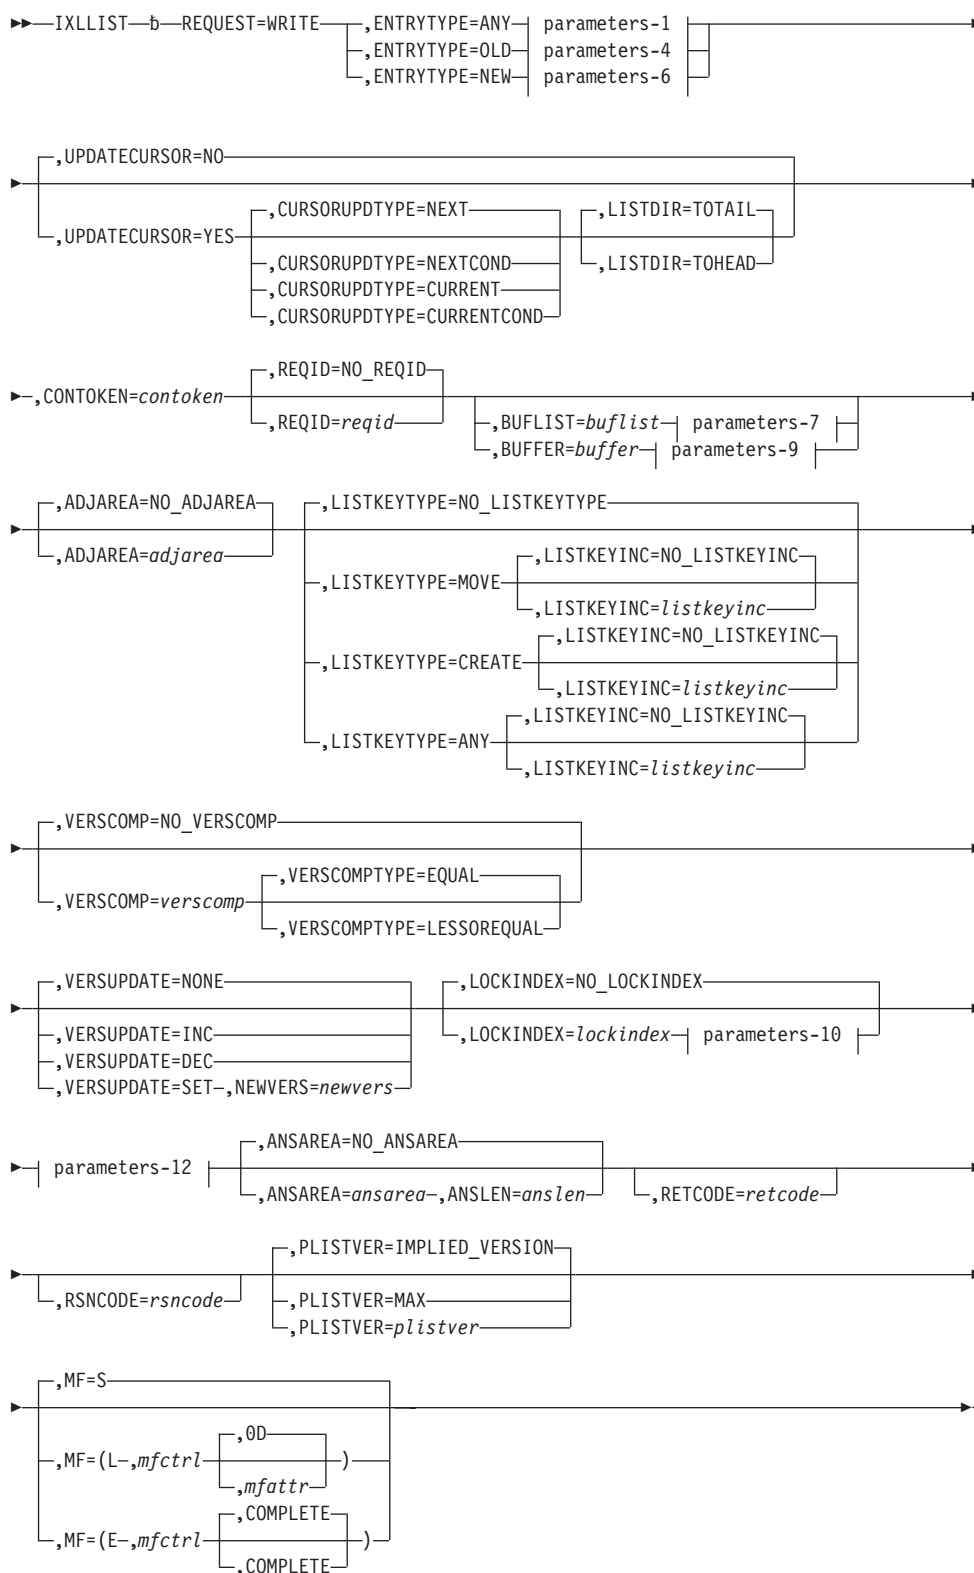 IXLLIST ƀ REQUEST=WRITE ,ENTRYTYPE=ANY parameters-1
,ENTRYTYPE=OLD parameters-4
,ENTRYTYPE=NEW parameters-6
,UPDATECURSOR=NO
,UPDATECURSOR=YES ,CURSORUPDTYPE=NEXT ,LISTDIR=TOTAIL
,CURSORUPDTYPE=NEXTCOND ,LISTDIR=TOHEAD
,CURSORUPDTYPE=CURRENT
,CURSORUPDTYPE=CURRENTCOND
,CONTOKEN=contoken ,REQID=NO_REQID
,REQID=reqid ,BUFLIST=buflist parameters-7
,BUFFER=buffer parameters-9
,ADJAREA=NO_ADJAREA ,LISTKEYTYPE=NO_LISTKEYTYPE
,ADJAREA=adjarea
,LISTKEYTYPE=MOVE ,LISTKEYINC=NO_LISTKEYINC
,LISTKEYINC=listkeyinc
,LISTKEYTYPE=CREATE ,LISTKEYINC=NO_LISTKEYINC
,LISTKEYINC=listkeyinc
,LISTKEYTYPE=ANY ,LISTKEYINC=NO_LISTKEYINC
,LISTKEYINC=listkeyinc
,VERSCOMP=NO_VERSCOMP
,VERSCOMP=verscomp ,VERSCOMPTYPE=EQUAL
,VERSCOMPTYPE=LESSOREQUAL
,VERSUPDATE=NONE ,LOCKINDEX=NO_LOCKINDEX
,VERSUPDATE=INC ,LOCKINDEX=lockindex parameters-10
,VERSUPDATE=DEC
,VERSUPDATE=SET ,NEWVERS=newvers
parameters-12 ,ANSAREA=NO_ANSAREA
,ANSAREA=ansarea ,ANSLEN=anslen ,RETCODE=retcode
,RSNCODE=rsncode ,PLISTVER=IMPLIED_VERSION
,PLISTVER=MAX
,PLISTVER=plistver
,MF=S
,MF=(L ,mfctrl ,0D )
,mfattr
,MF=(E ,mfctrl ,COMPLETE )
,COMPLETE